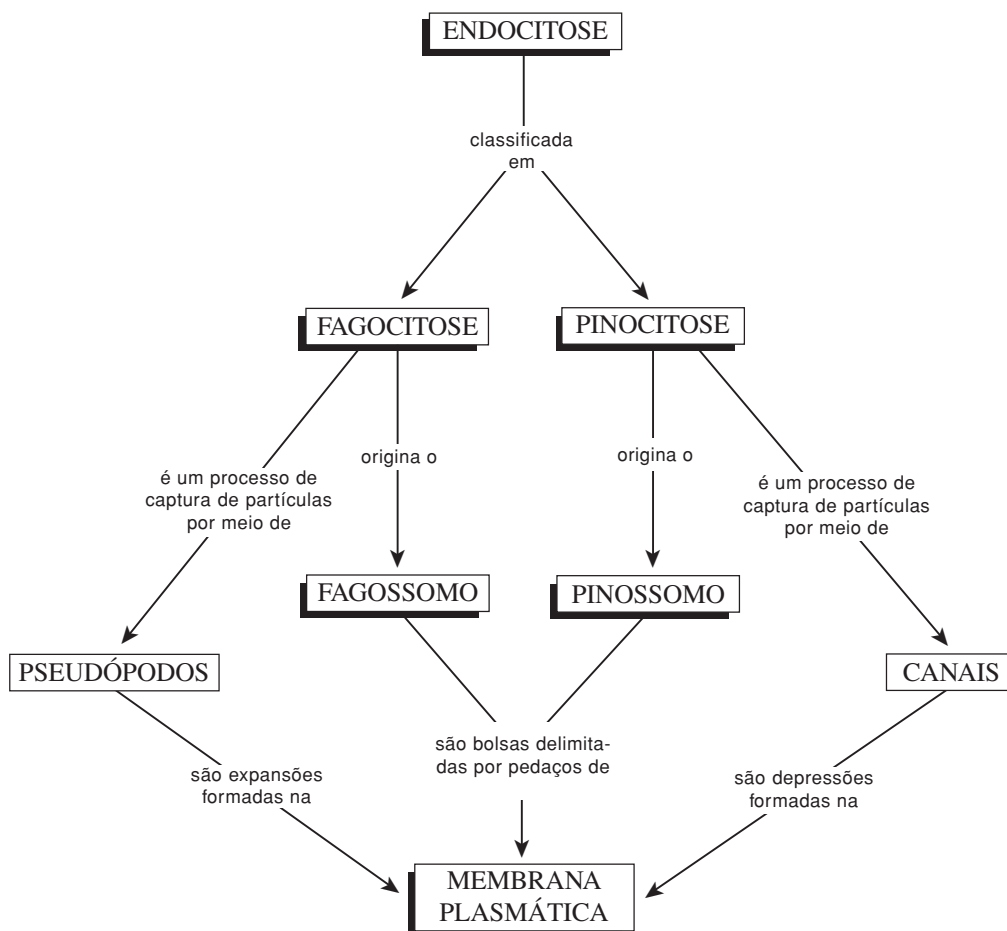 ENDOCITOSE
classificada
em
FAGOCITOSE
PINOCITOSE
é um processo de
captura de partículas
por meio de
origina o
origina o
é um processo de
captura de partículas
por meio de
FAGOSSOMO
PINOSSOMO
PSEUDÓPODOS
CANAIS
são expansões
formadas na
são bolsas delimita-
das por pedaços de
são depressões
formadas na
MEMBRANA
PLASMÁTICA